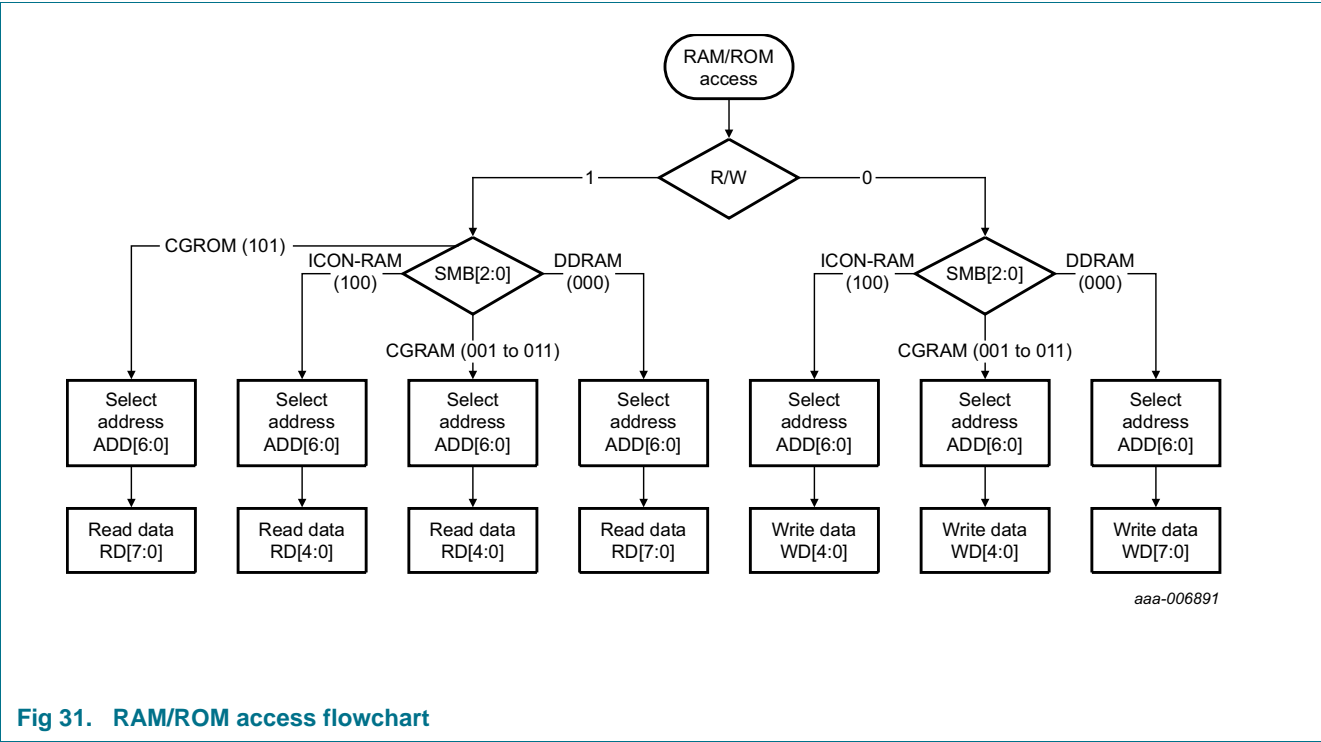 RAM/ROM
access
R/W
1
0
CGROM (101)
ICON-RAM
(100)
SMB[2:0]
DDRAM
(000)
CGRAM (001 to 011)
ICON-RAM
(100)
SMB[2:0]
DDRAM
(000)
CGRAM (001 to 011)
Select
address
ADD[6:0]
Select
address
ADD[6:0]
Select
address
ADD[6:0]
Select
address
ADD[6:0]
Select
address
ADD[6:0]
Select
address
ADD[6:0]
Select
address
ADD[6:0]
Read data
RD[7:0]
Read data
RD[4:0]
Read data
RD[4:0]
Read data
RD[7:0]
Write data
WD[4:0]
Write data
WD[4:0]
Write data
WD[7:0]
aaa-006891
Fig 31. RAM/ROM access flowchart